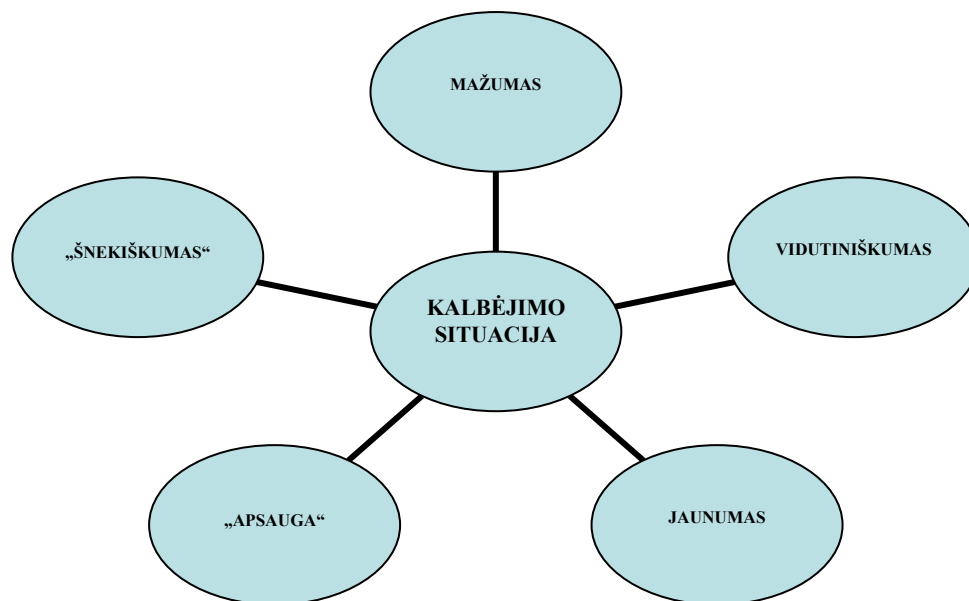 MAŽUMAS
„ŠNEKIŠKUMAS“
VIDUTINIŠKUMAS
KALBĖJIMO
SITUACIJA
„APSAUGA“
JAUNUMAS